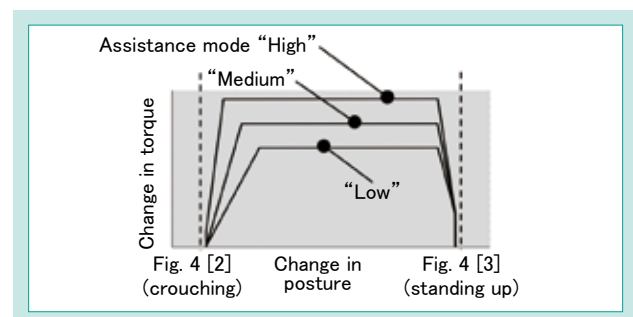 Assistance mode “High”
“Medium”
“Low”
Change in torque
Fig. 4 [2]
(crouching)
Change in
posture
Fig. 4 [3]
(standing up)